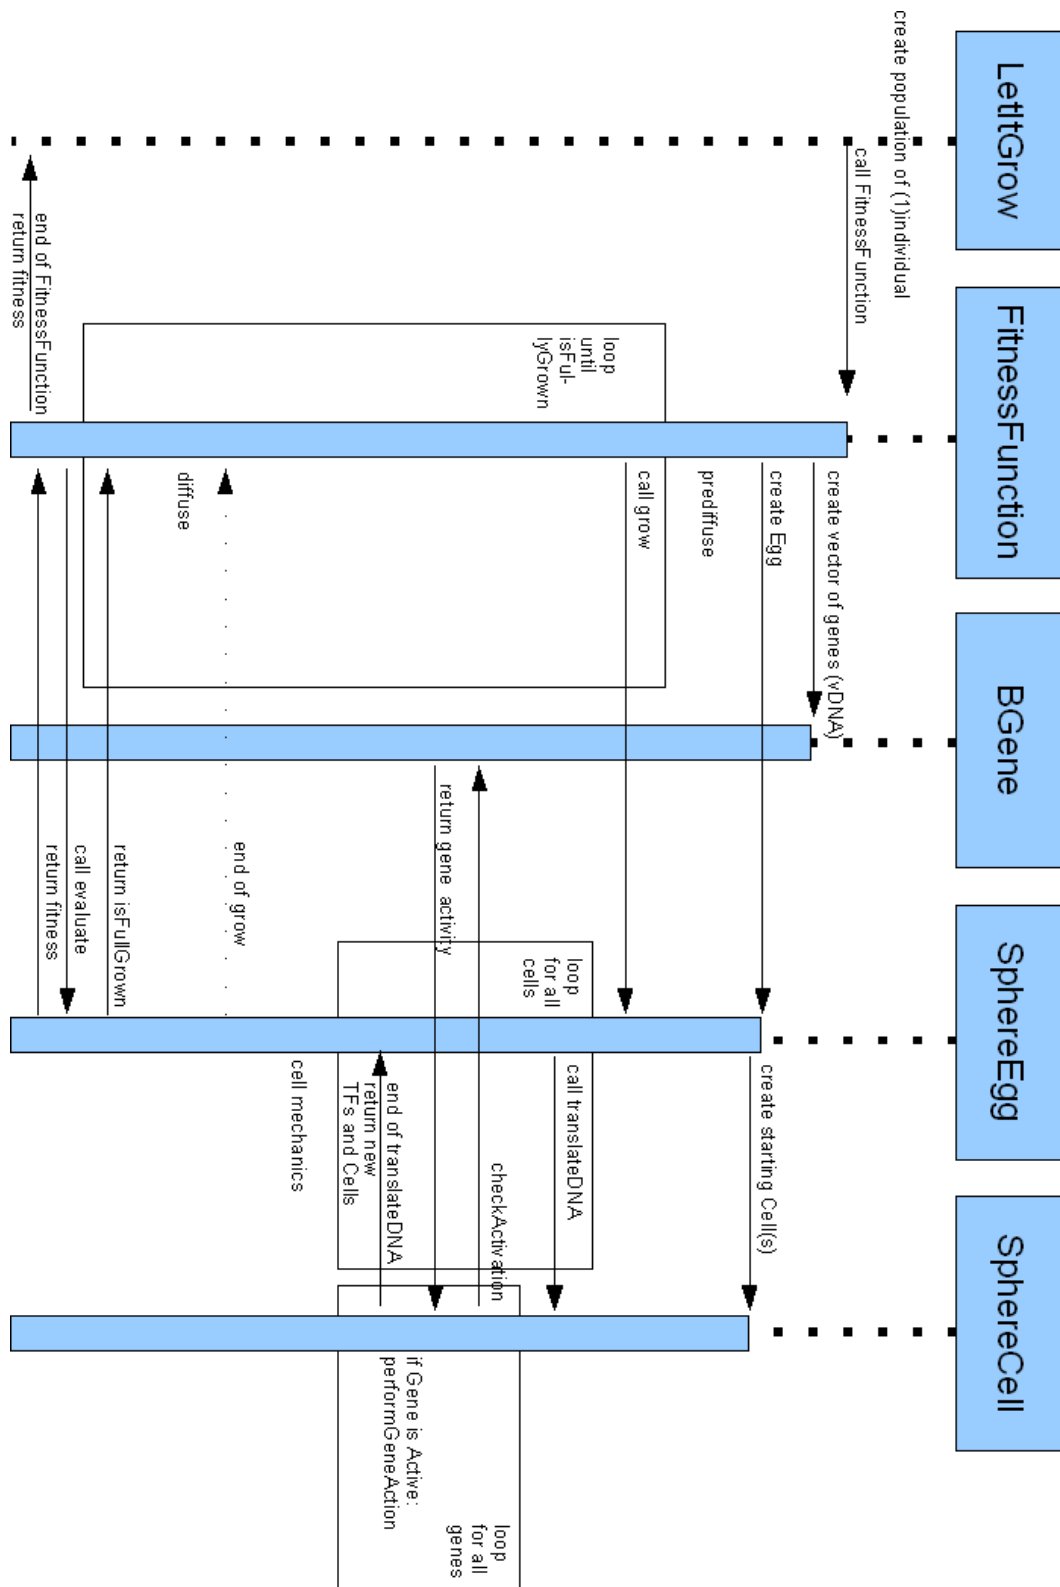 LetItGrow
FitnessFunction
BGene
SphereEgg
SphereCell
create population of (1)individual
call FitnessFunction
create vector of genes (vDNA)
create Egg
create starting Cell(s)
prediffuse
call grow
loop
until
isFul-
lyGrown
loop
for all
cells
call translateDNA
checkActivation
loop
for all
genes
return gene activity
if Gene is Active:
performGeneAction
end of translateDNA
return new
TFs and Cells
cell mechanics
end of grow
diffuse
return isFullGrown
call evaluate
return fitness
end of FitnessFunction
return fitness